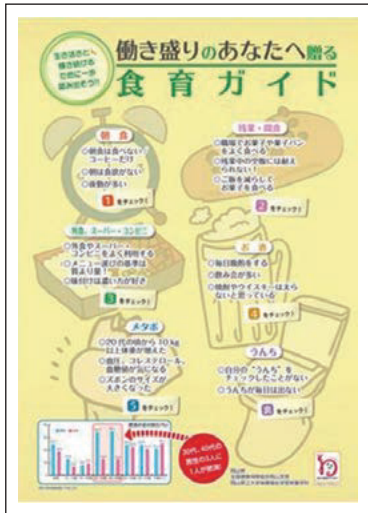 生き活きと
働き続ける
ために一歩
踏み出そう!!
働き盛りのあなたへ贈る
食育ガイド
朝食
○朝食は食べない
コーヒーだけ
○朝は食欲がない
○夜勤が多い
1 をチェック!
残業・間食
○職場でお菓子や菓子パン
をよく食べる
○残業中の空腹には耐え
られない!
○ご飯を減らして
お菓子を食べる
2 をチェック!
外食、スーパー・コンビニ
○外食やスーパー・
コンビニをよく利用する
○メニュー選びの基準は
質より量!
○味付けは濃い方が好き
3 をチェック!
お酒
○毎日晩酌をする
○飲み会が多い
○焼酎やウイスキーは太ら
ないと思っている
4 をチェック!
メタボ
○20代の頃から10kg
以上体重が増えた
○血圧、コレステロール、
血糖値が気になる
○ズボンのサイズが
大きくなった
5 をチェック!
うんち
○自分の“うんち”を
チェックしたことがない
○うんちが毎日は出ない
裏 をチェック!
30代、40代の
男性の3人に
1人が肥満!
岡山県